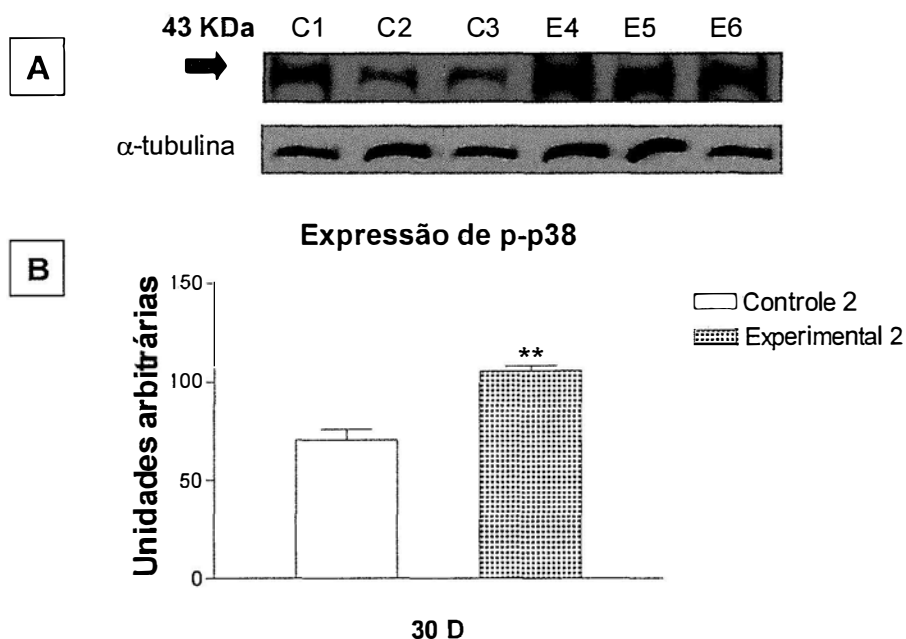 43 KDa C1 C2 C3 E4 E5 E6
A
α-tubulina
B
Expressão de p-p38
Unidades arbitrárias
150
100
50
0
**
Controle 2
Experimental 2
30 D